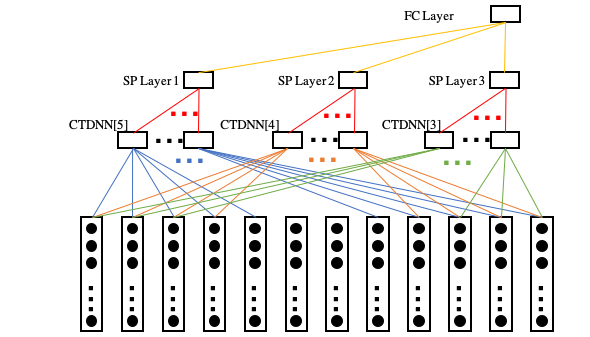 FC Layer
SP Layer 1
SP Layer 2
SP Layer 3
CTDNN[5]
CTDNN[4]
CTDNN[3]